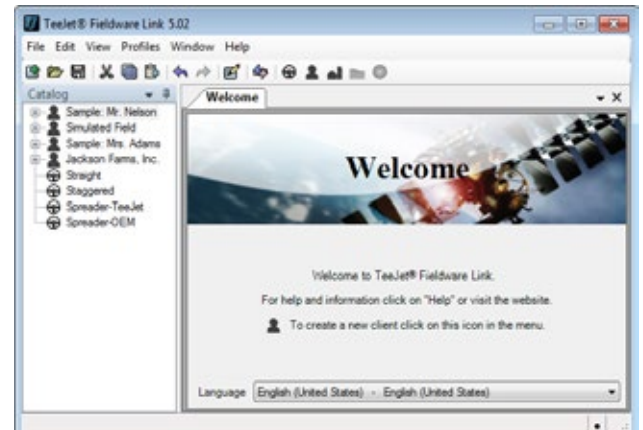 TeeJet® Fieldware Link 5.02
File Edit View Profiles Window Help
Catalog
Welcome
Sample: Mr. Nelson
Simulated Field
Sample: Mrs. Adams
Jackson Farms, Inc.
Straight
Staggered
Spreader-TeeJet
Spreader-OEM
Welcome
Welcome to TeeJet® Fieldware Link.
For help and information click on "Help" or visit the website.
To create a new client click on this icon in the menu.
Language English (United States) - English (United States)